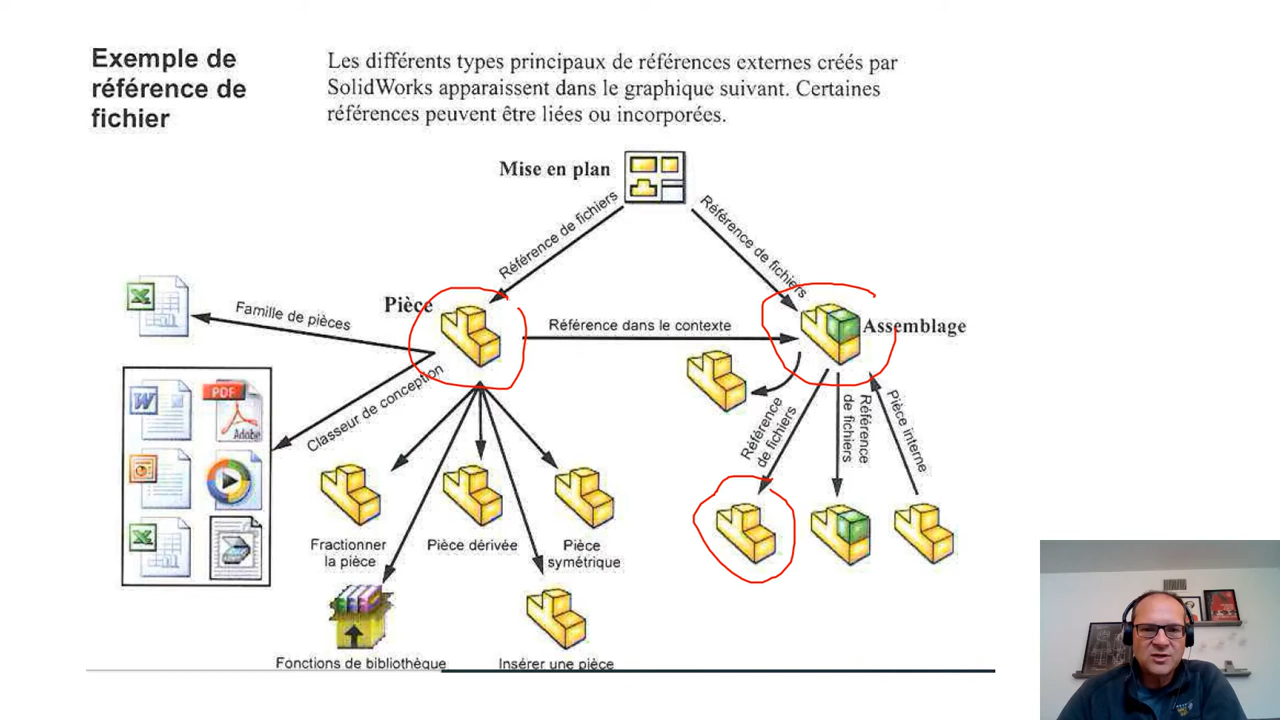 Exemple de
référence de
fichier
Les différents types principaux de références externes créés par
SolidWorks apparaissent dans le graphique suivant. Certaines
références peuvent être liées ou incorporées.
Mise en plan
Référence de fichiers
Référence de fichiers
Famille de pièces
Pièce
Référence dans le contexte
Assemblage
Classeur de conception
PDF
Adobe
Référence
de fichiers
Référence
de fichiers
Pièce interne
Fractionner
la pièce
Pièce dérivée
Pièce
symétrique
Fonctions de bibliothèque
Insérer une pièce